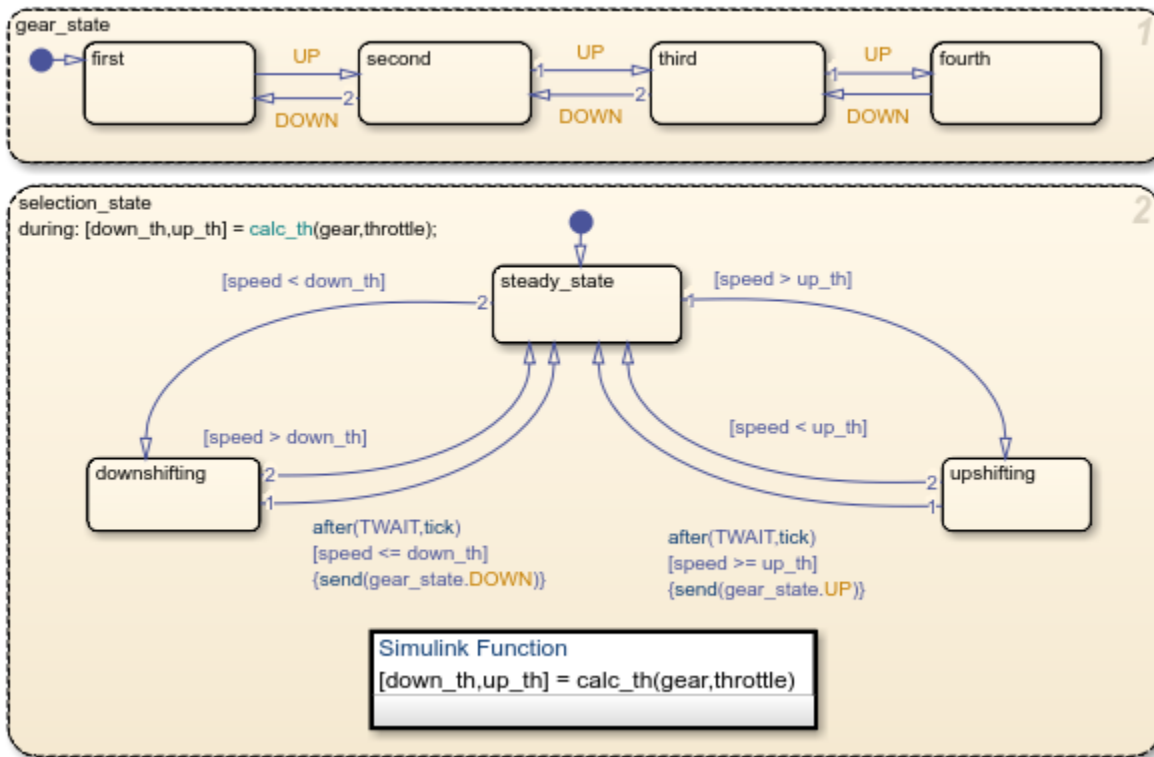 gear_state
1
first
UP
second
UP
third
UP
fourth
1
1
2
2
DOWN
DOWN
DOWN
selection_state
2
during: [down_th,up_th] = calc_th(gear,throttle);
[speed < down_th]
steady_state
[speed > up_th]
2
1
[speed > down_th]
[speed < up_th]
downshifting
upshifting
2
2
1
1
after(TWAIT,tick)
[speed <= down_th]
{send(gear_state.DOWN)}
after(TWAIT,tick)
[speed >= up_th]
{send(gear_state.UP)}
Simulink Function
[down_th,up_th] = calc_th(gear,throttle)